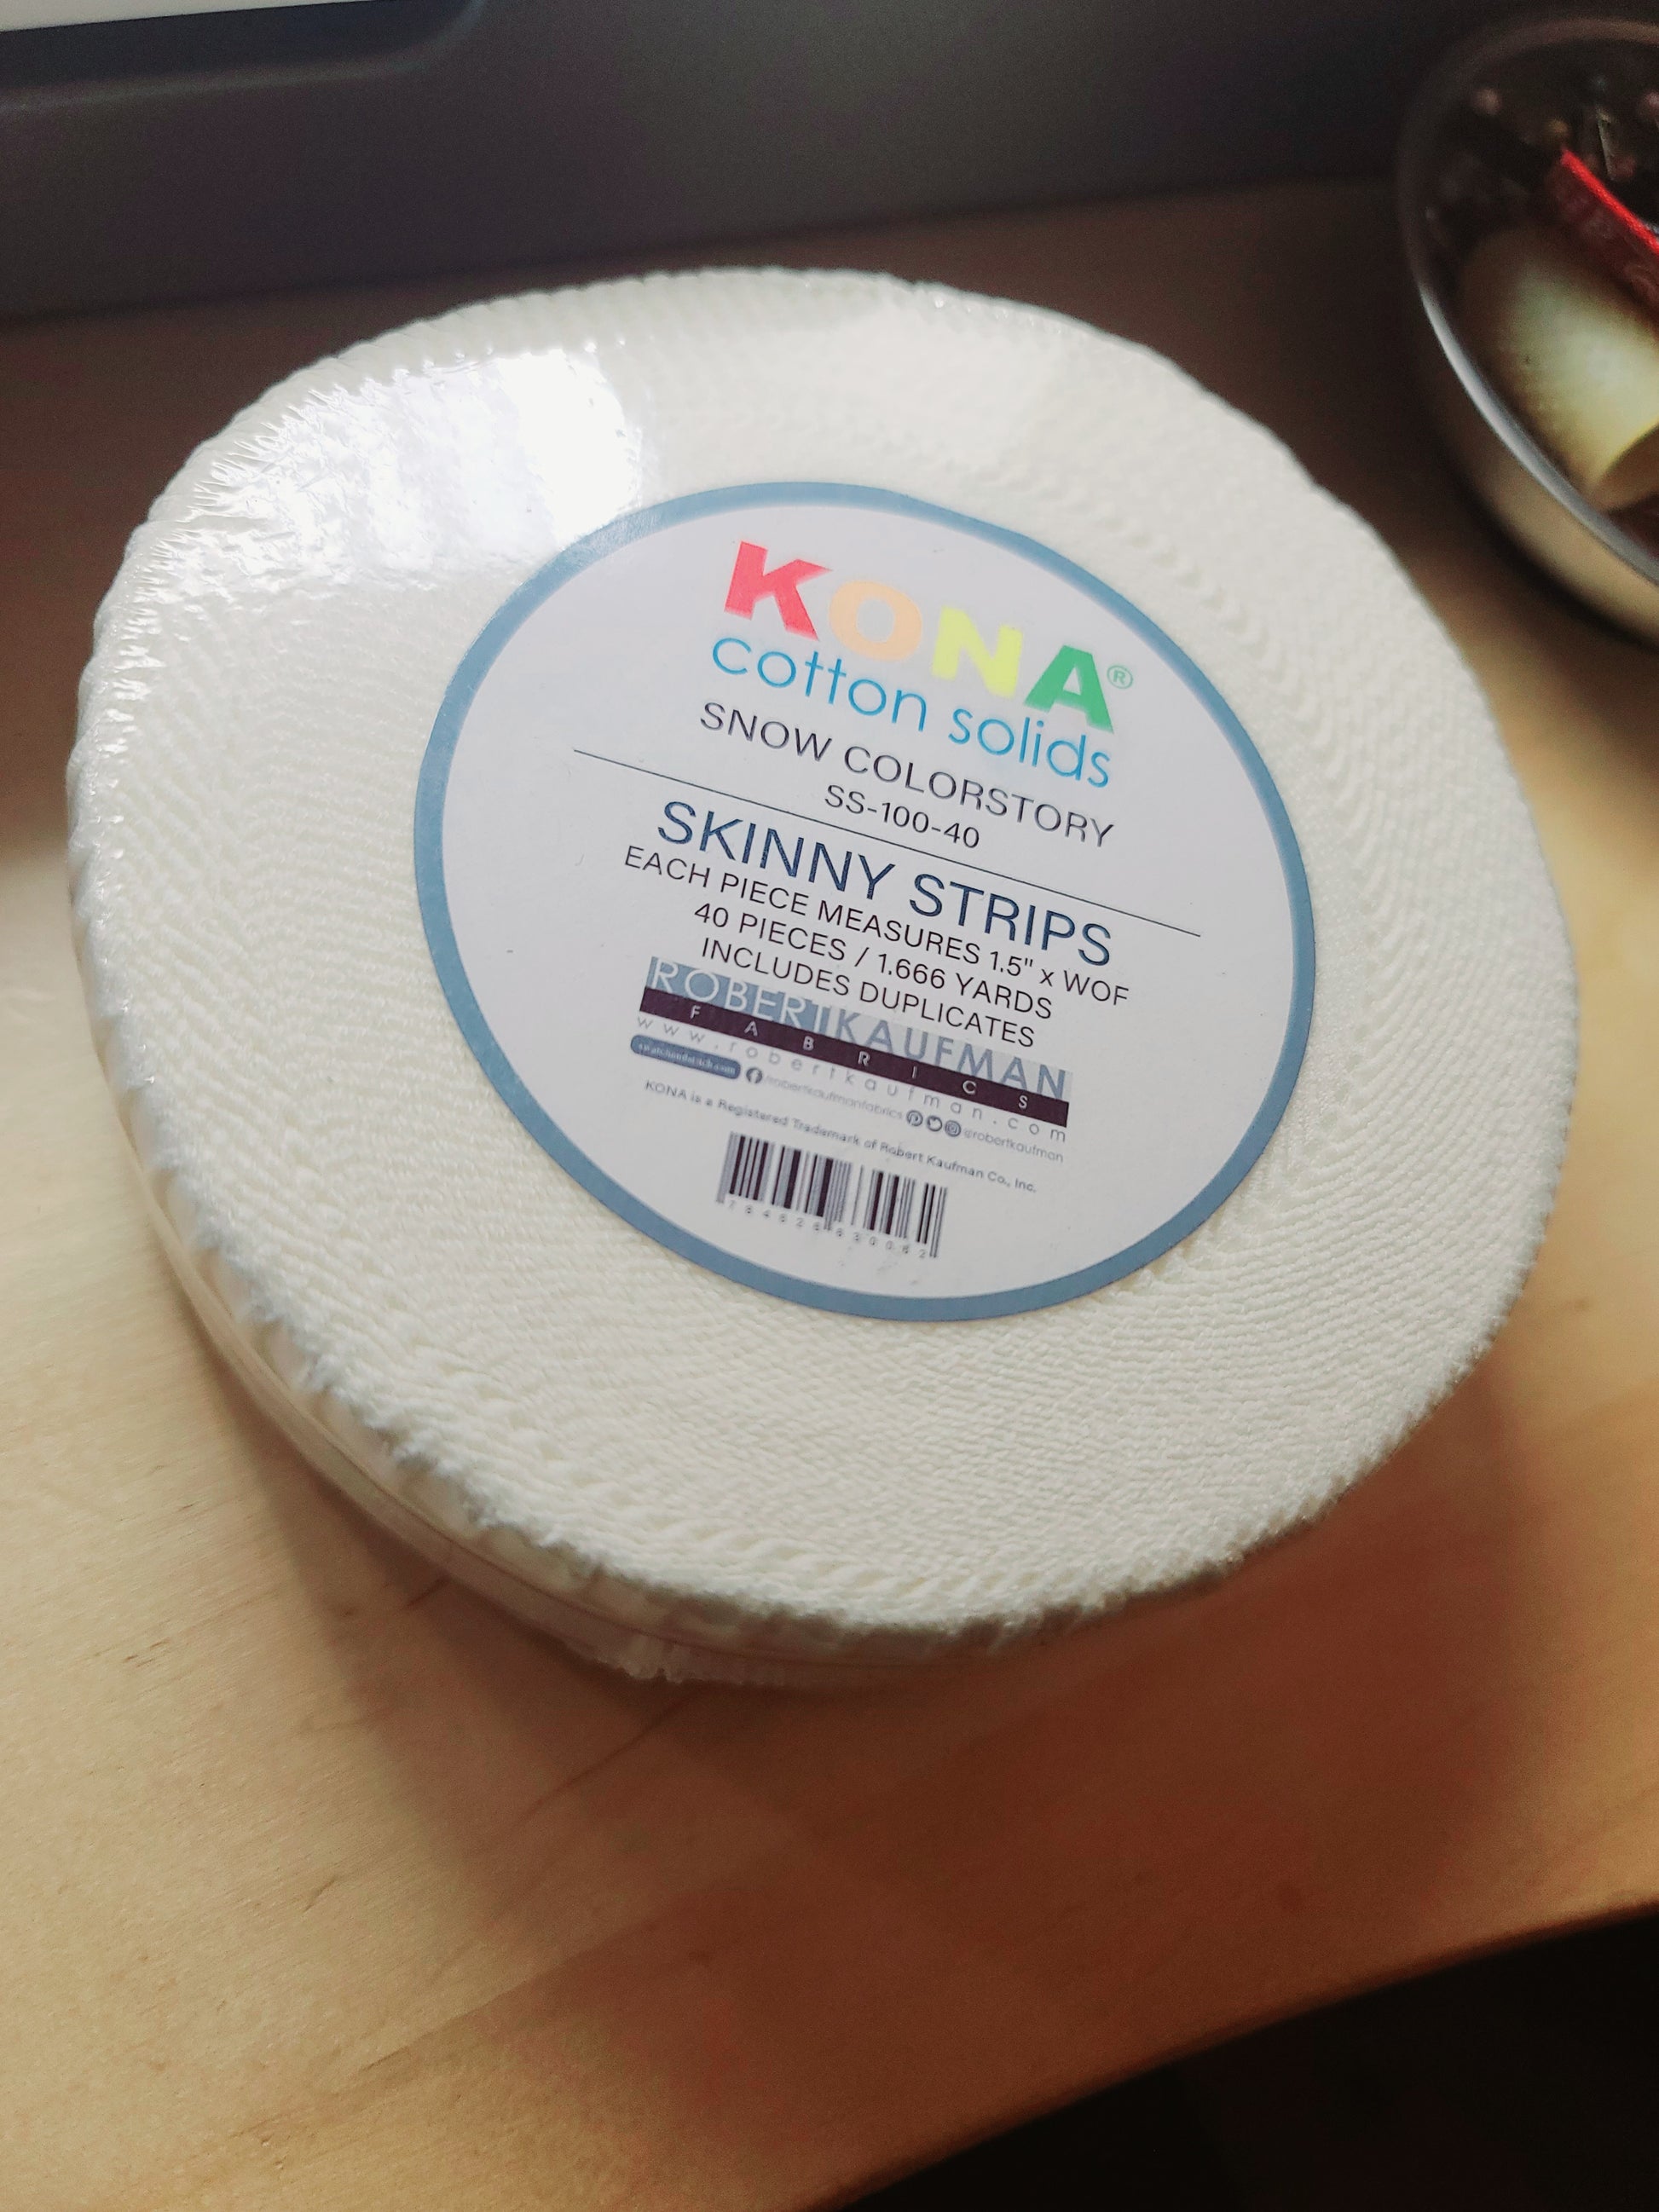 KONA®
cotton solids
SNOW COLORSTORY
SS-100-40
SKINNY STRIPS
EACH PIECE MEASURES 1.5" x WOF
40 PIECES / 1.666 YARDS
INCLUDES DUPLICATES
ROBERT KAUFMAN
FABRICS
www.robertkaufman.com
/robertkaufmanfabrics @robertkaufman
KONA is a Registered Trademark of Robert Kaufman Co., Inc.